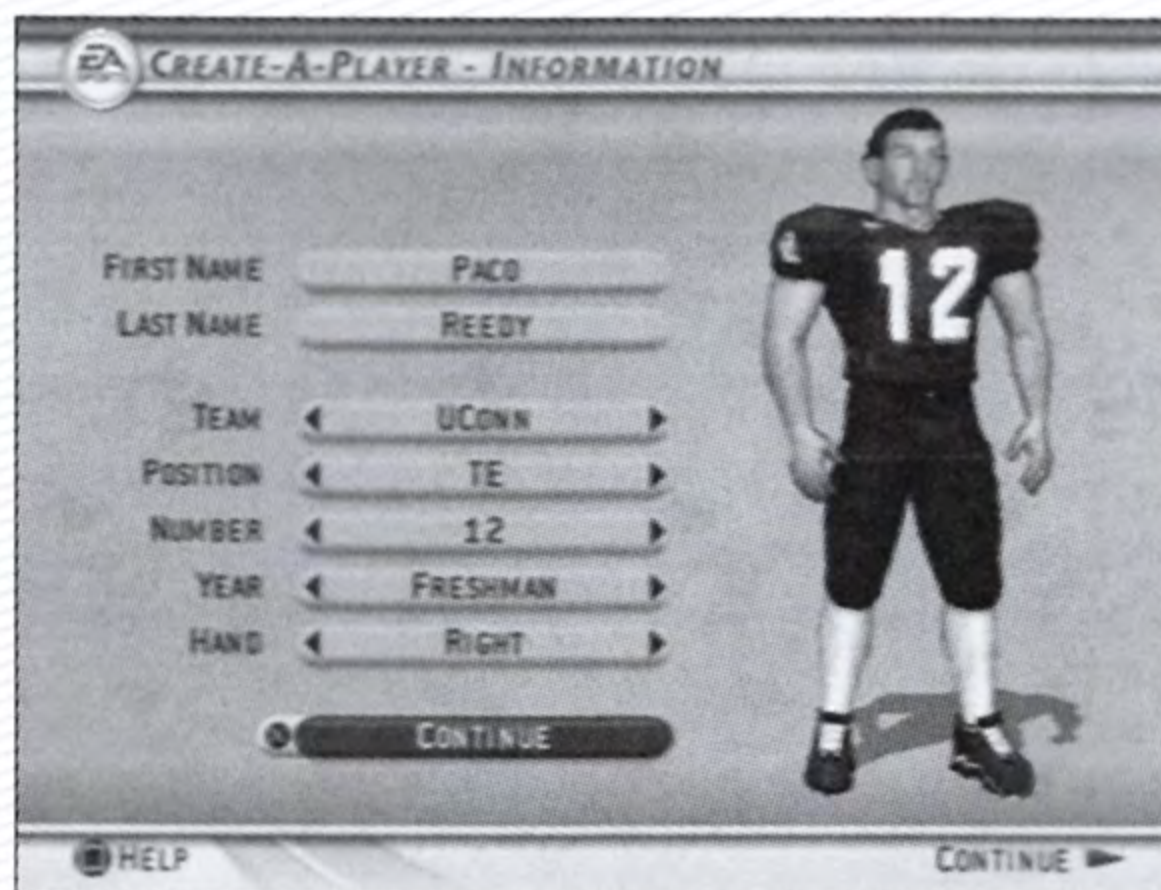 EA
CREATE-A-PLAYER - INFORMATION
FIRST NAME PACO
LAST NAME REEDY
TEAM UCONN
POSITION TE
NUMBER 12
YEAR FRESHMAN
HAND RIGHT
CONTINUE
12
HELP
CONTINUE